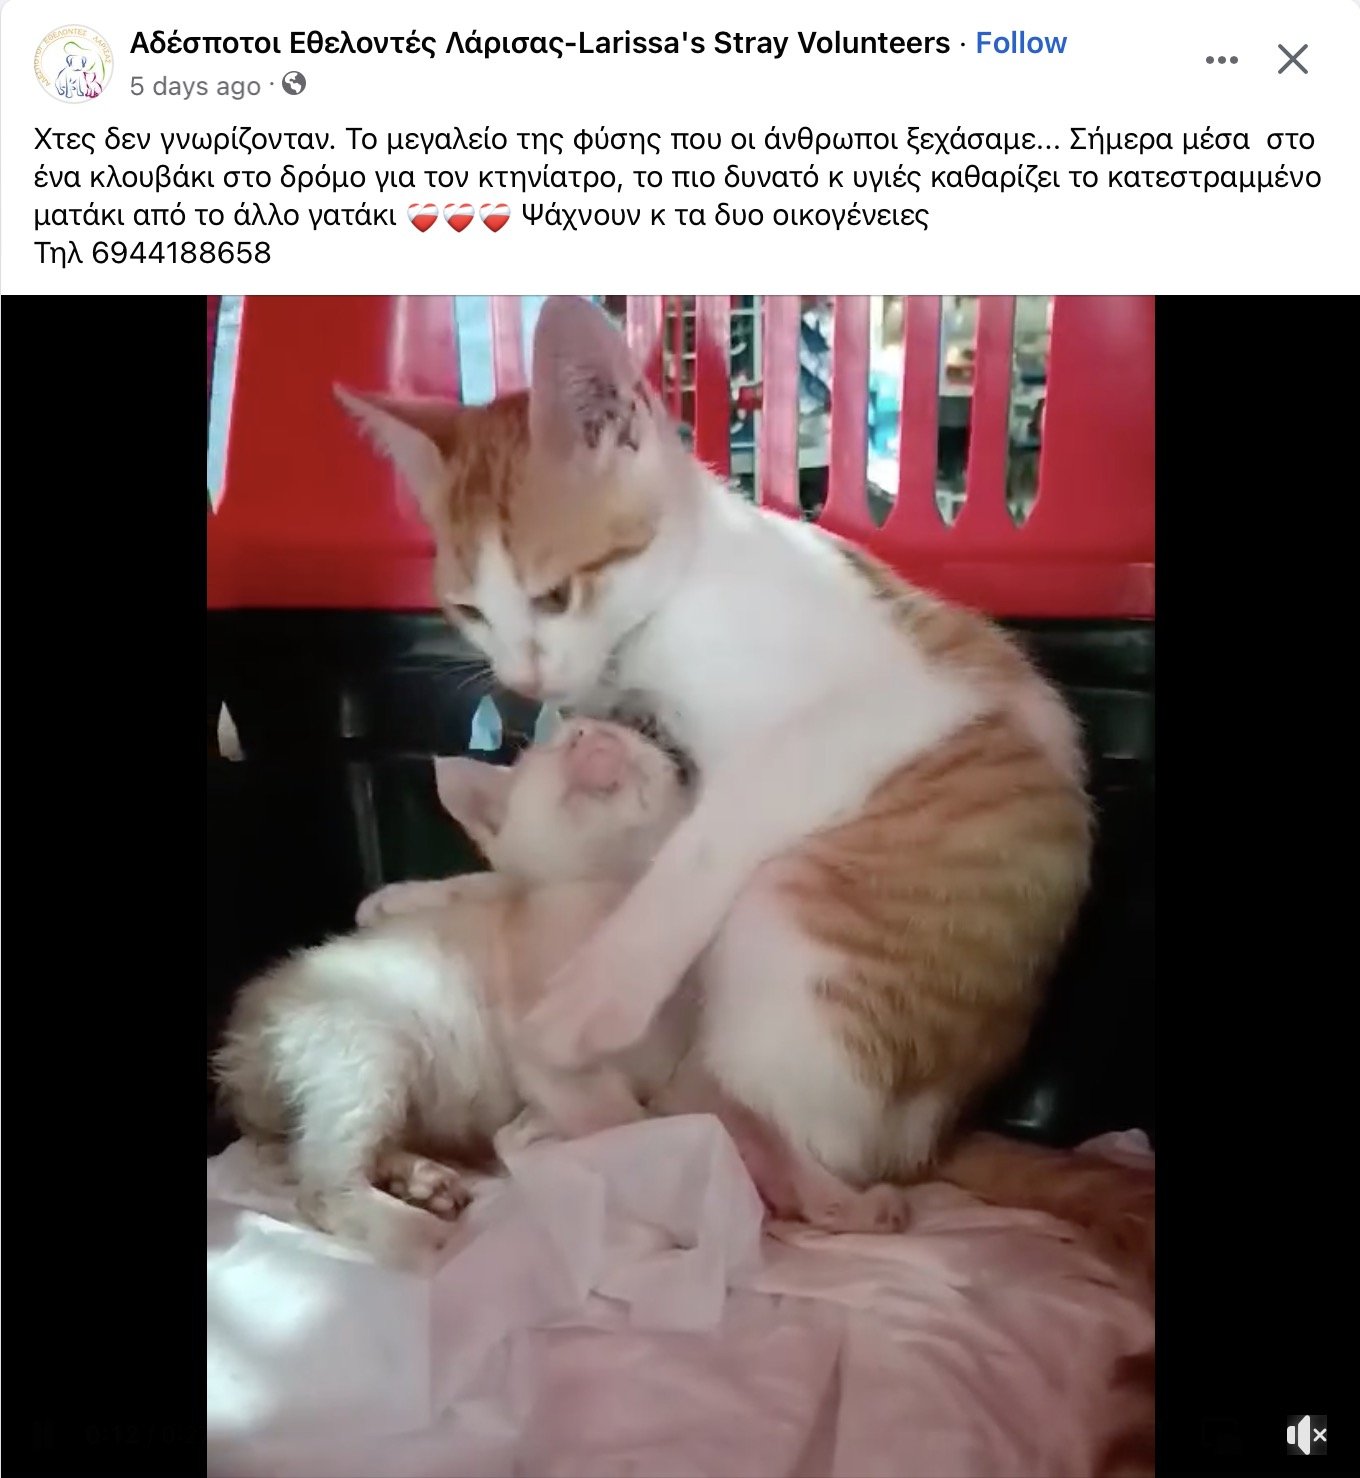 Αδέσποτοι Εθελοντές Λάρισας-Larissa's Stray Volunteers · Follow
5 days ago ·
Χτες δεν γνωρίζονταν. Το μεγαλείο της φύσης που οι άνθρωποι ξεχάσαμε... Σήμερα μέσα στο
ένα κλουβάκι στο δρόμο για τον κτηνίατρο, το πιο δυνατό κ υγιές καθαρίζει το κατεστραμμένο
ματάκι από το άλλο γατάκι ❤️‍🩹❤️‍🩹❤️‍🩹 Ψάχνουν κ τα δυο οικογένειες
Τηλ 6944188658